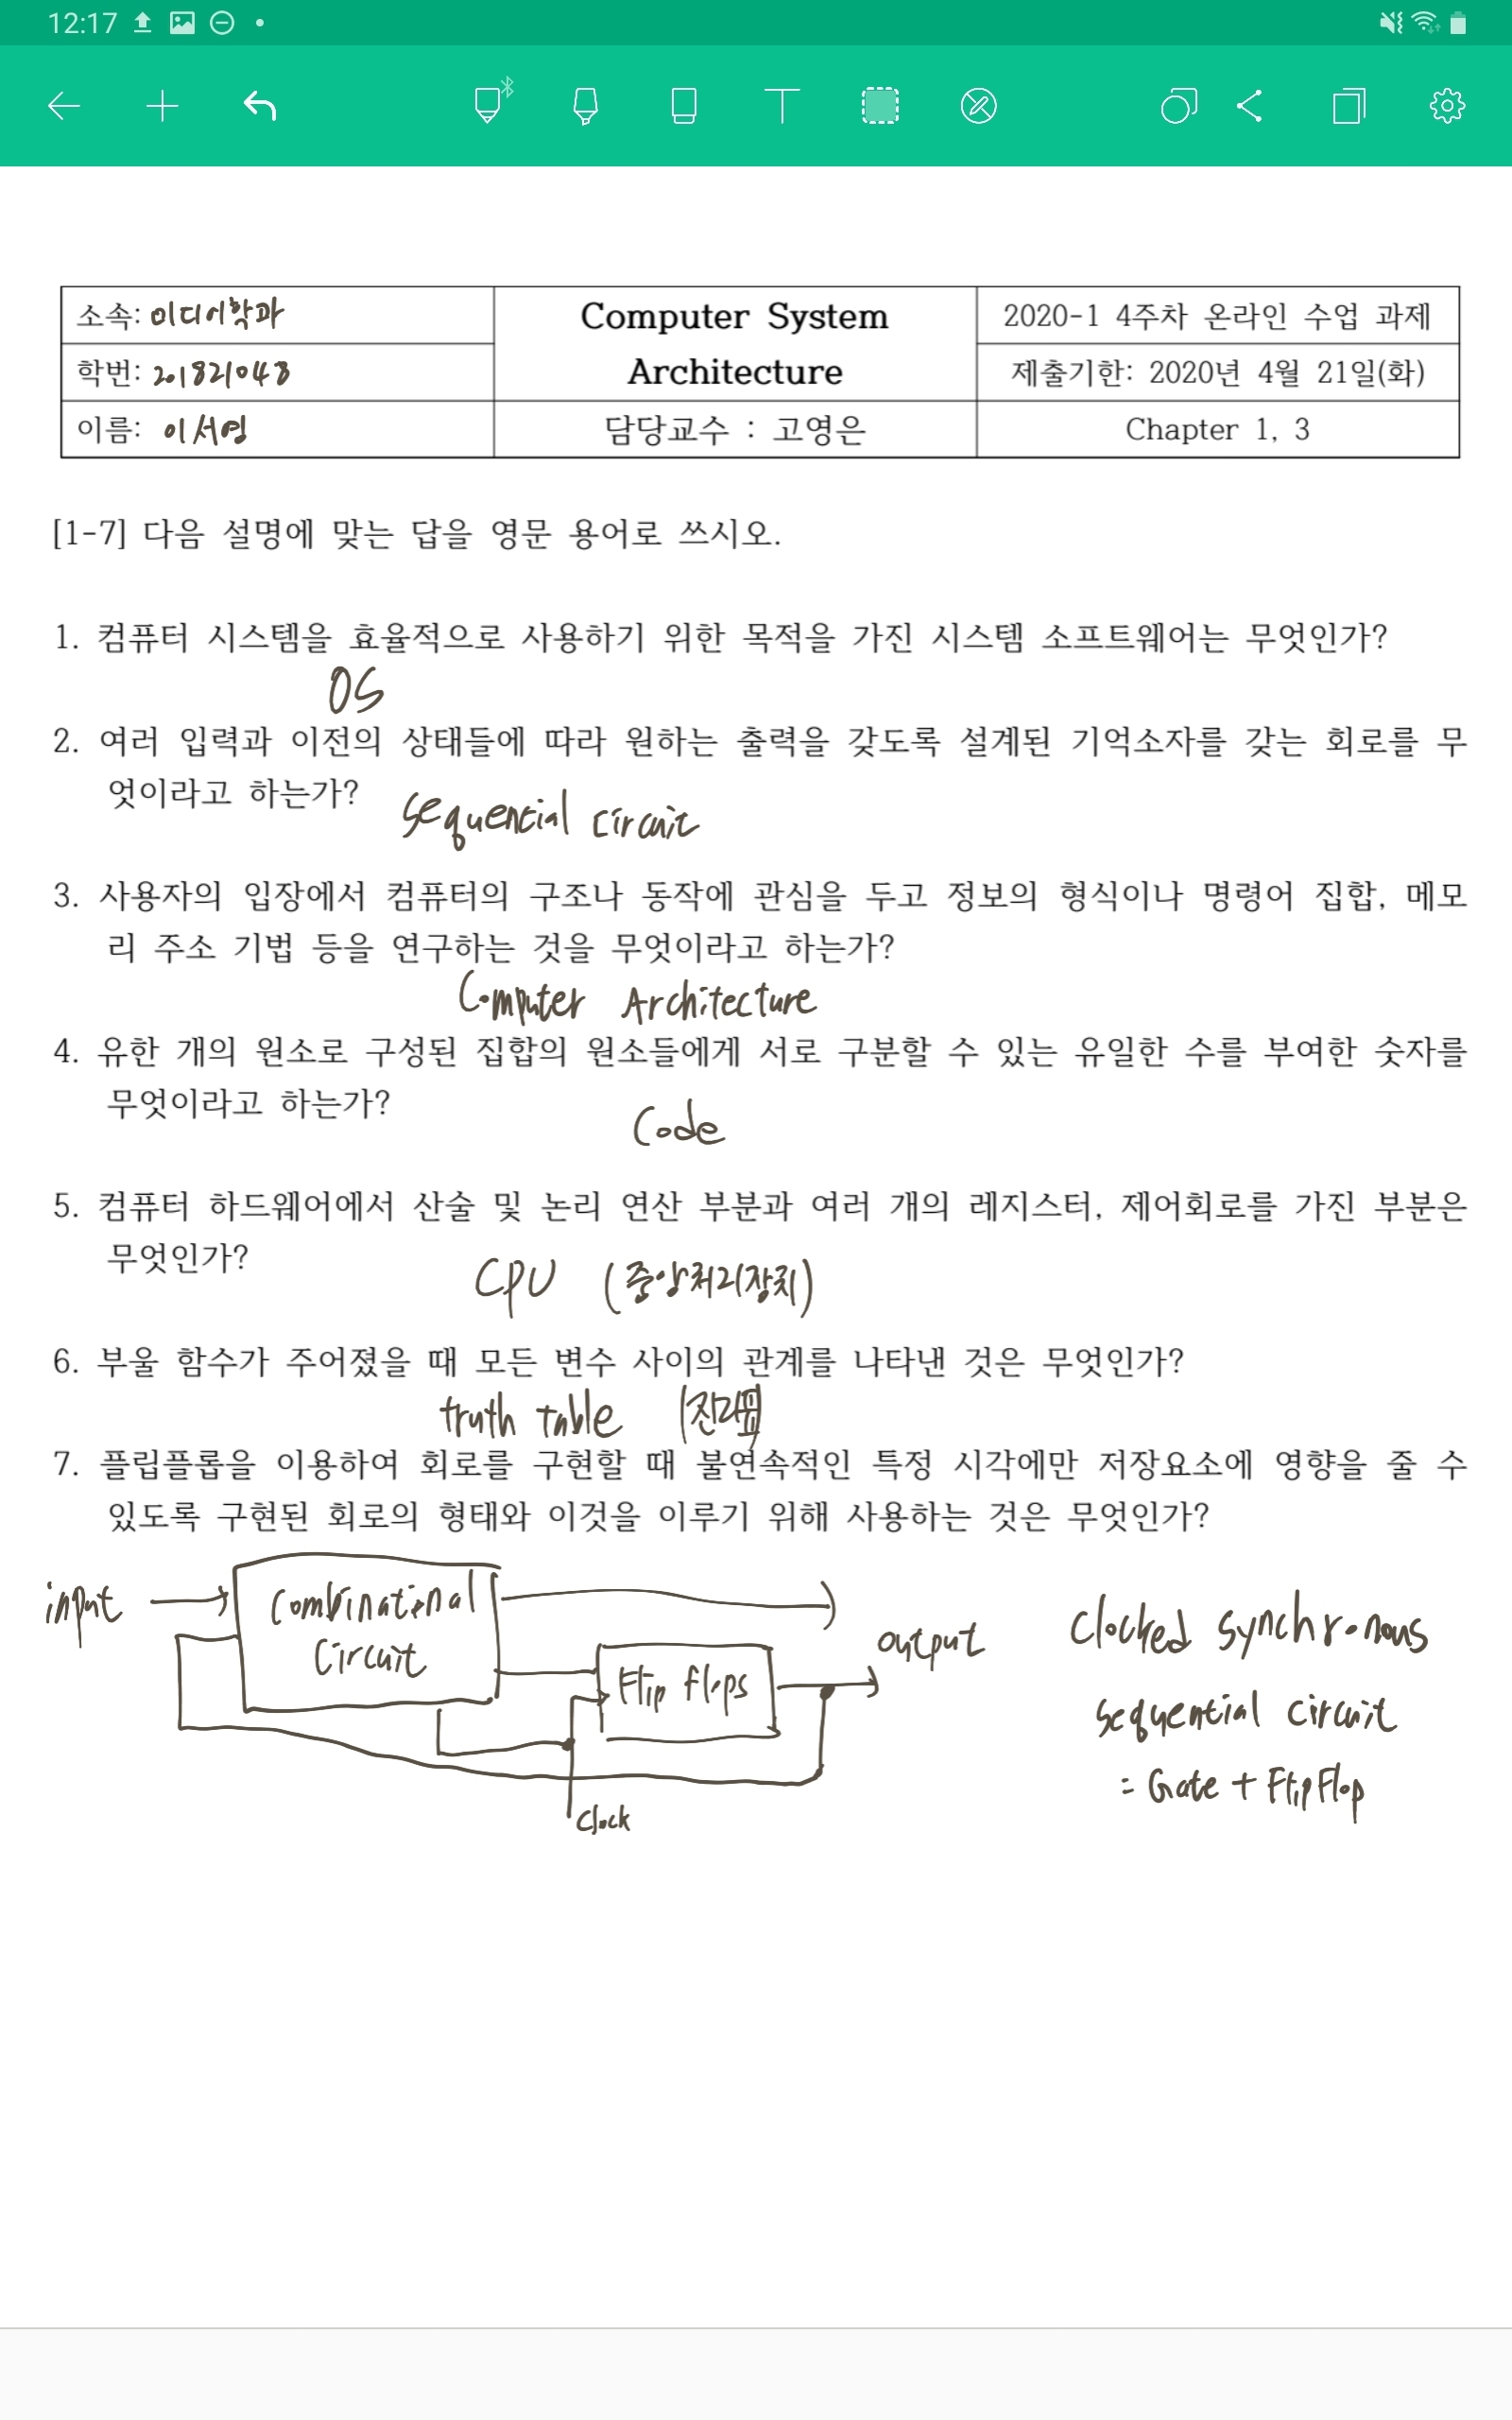 12:17
소속: 미디어학과
Computer System Architecture
2020-1 4주차 온라인 수업 과제
학번: 201821048
제출기한: 2020년 4월 21일(화)
이름: 이서영
담당교수 : 고영은
Chapter 1, 3
[1-7] 다음 설명에 맞는 답을 영문 용어로 쓰시오.
1. 컴퓨터 시스템을 효율적으로 사용하기 위한 목적을 가진 시스템 소프트웨어는 무엇인가?
OS
2. 여러 입력과 이전의 상태들에 따라 원하는 출력을 갖도록 설계된 기억소자를 갖는 회로를 무
엇이라고 하는가?
sequential circuit
3. 사용자의 입장에서 컴퓨터의 구조나 동작에 관심을 두고 정보의 형식이나 명령어 집합, 메모
리 주소 기법 등을 연구하는 것을 무엇이라고 하는가?
Computer Architecture
4. 유한 개의 원소로 구성된 집합의 원소들에게 서로 구분할 수 있는 유일한 수를 부여한 숫자를
무엇이라고 하는가?
Code
5. 컴퓨터 하드웨어에서 산술 및 논리 연산 부분과 여러 개의 레지스터, 제어회로를 가진 부분은
무엇인가?
CPU (중앙처리장치)
6. 부울 함수가 주어졌을 때 모든 변수 사이의 관계를 나타낸 것은 무엇인가?
truth table (진리표)
7. 플립플롭을 이용하여 회로를 구현할 때 불연속적인 특정 시각에만 저장요소에 영향을 줄 수
있도록 구현된 회로의 형태와 이것을 이루기 위해 사용하는 것은 무엇인가?
input
Combinational
Circuit
Flip flops
output
Clock
Clocked synchronous
sequential circuit
= Gate + FlipFlop